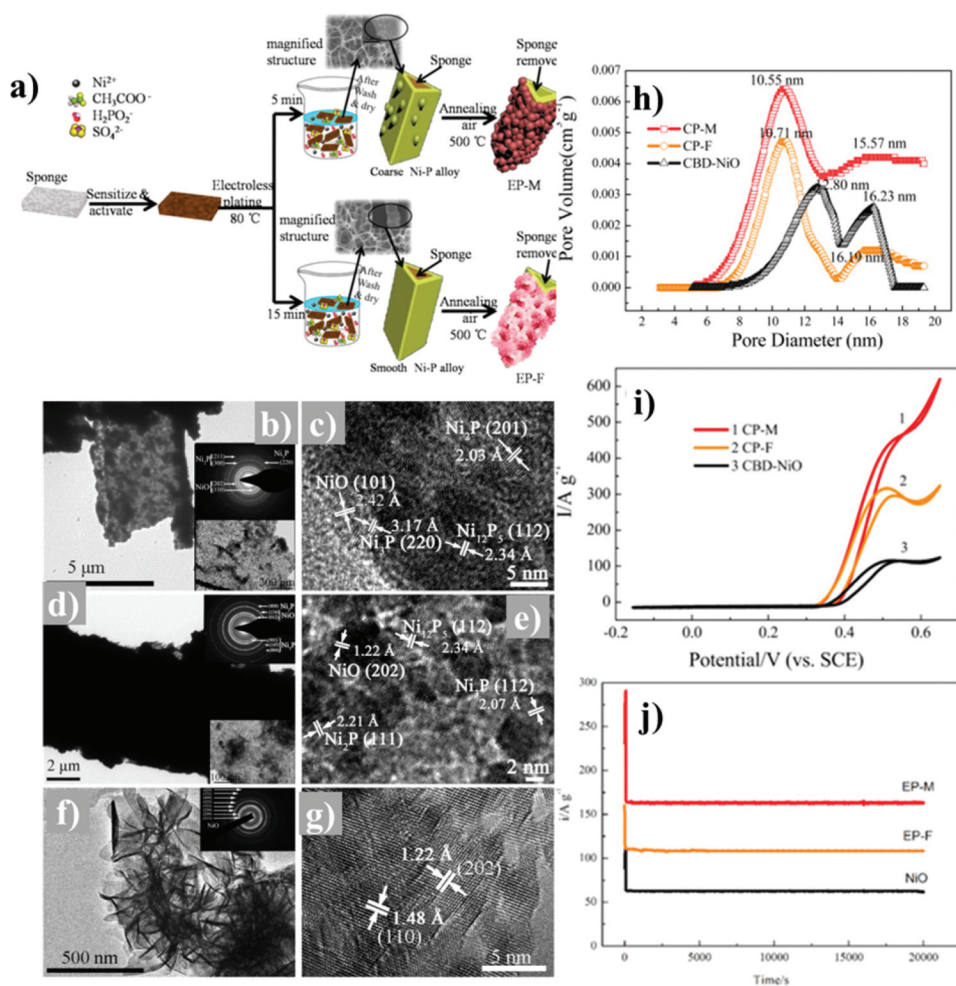 a)
Ni²⁺
CH₃COO⁻
H₂PO₂⁻
SO₄²⁻
Sponge
Sensitize &
activate
Electroless
plating
80 ℃
magnified
structure
5 min
After
Wash
& dry
Sponge
Coarse Ni-P alloy
Annealing
air
500 ℃
Sponge
remove
EP-M
magnified
structure
15 min
After
Wash
& dry
Sponge
Smooth Ni-P alloy
Annealing
air
500 ℃
Sponge
remove
EP-F
b)
Ni₃P
(211)
(300)
NiO
(202)
(110)
(220)
5 μm
c)
Ni₂P (201)
2.03 Å
NiO (101)
2.42 Å
3.17 Å
Ni₃P (220)
Ni₁₂P₅ (112)
2.34 Å
5 nm
d)
NiO
2 μm
e)
Ni₁₂P₅ (112)
2.34 Å
1.22 Å
NiO (202)
Ni₃P (112)
2.07 Å
2.21 Å
Ni₂P (111)
2 nm
f)
NiO
500 nm
g)
1.22 Å
(202)
1.48 Å
(110)
5 nm
h)
Pore Volume(cm³g⁻¹)
0.007
0.006
0.005
0.004
0.003
0.002
0.001
0.000
CP-M
CP-F
CBD-NiO
10.55 nm
10.71 nm
15.57 nm
2.80 nm
16.23 nm
16.19 nm
2 4 6 8 10 12 14 16 18 20
Pore Diameter (nm)
i)
I/A g⁻¹
600
500
400
300
200
100
0
1 CP-M
2 CP-F
3 CBD-NiO
1
2
3
-0.2 0.0 0.2 0.4 0.6
Potential/V (vs. SCE)
j)
i/A g⁻¹
300
250
200
150
100
50
0
EP-M
EP-F
NiO
0 5000 10000 15000 20000
Time/s